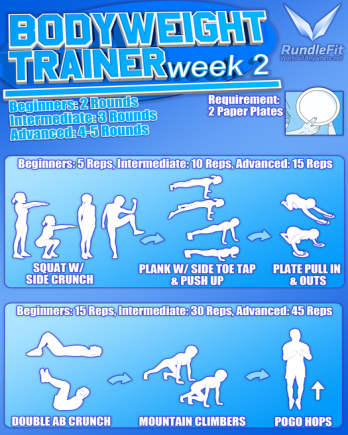 BODYWEIGHT
TRAINER week 2
RundleFit
Beginners: 2 Rounds
Intermediate: 3 Rounds
Advanced: 4-5 Rounds
Requirement:
2 Paper Plates
Beginners: 5 Reps, Intermediate: 10 Reps, Advanced: 15 Reps
SQUAT W/
SIDE CRUNCH
PLANK W/ SIDE TOE TAP
& PUSH UP
PLATE PULL IN
& OUTS
Beginners: 15 Reps, Intermediate: 30 Reps, Advanced: 45 Reps
DOUBLE AB CRUNCH
MOUNTAIN CLIMBERS
POGO HOPS